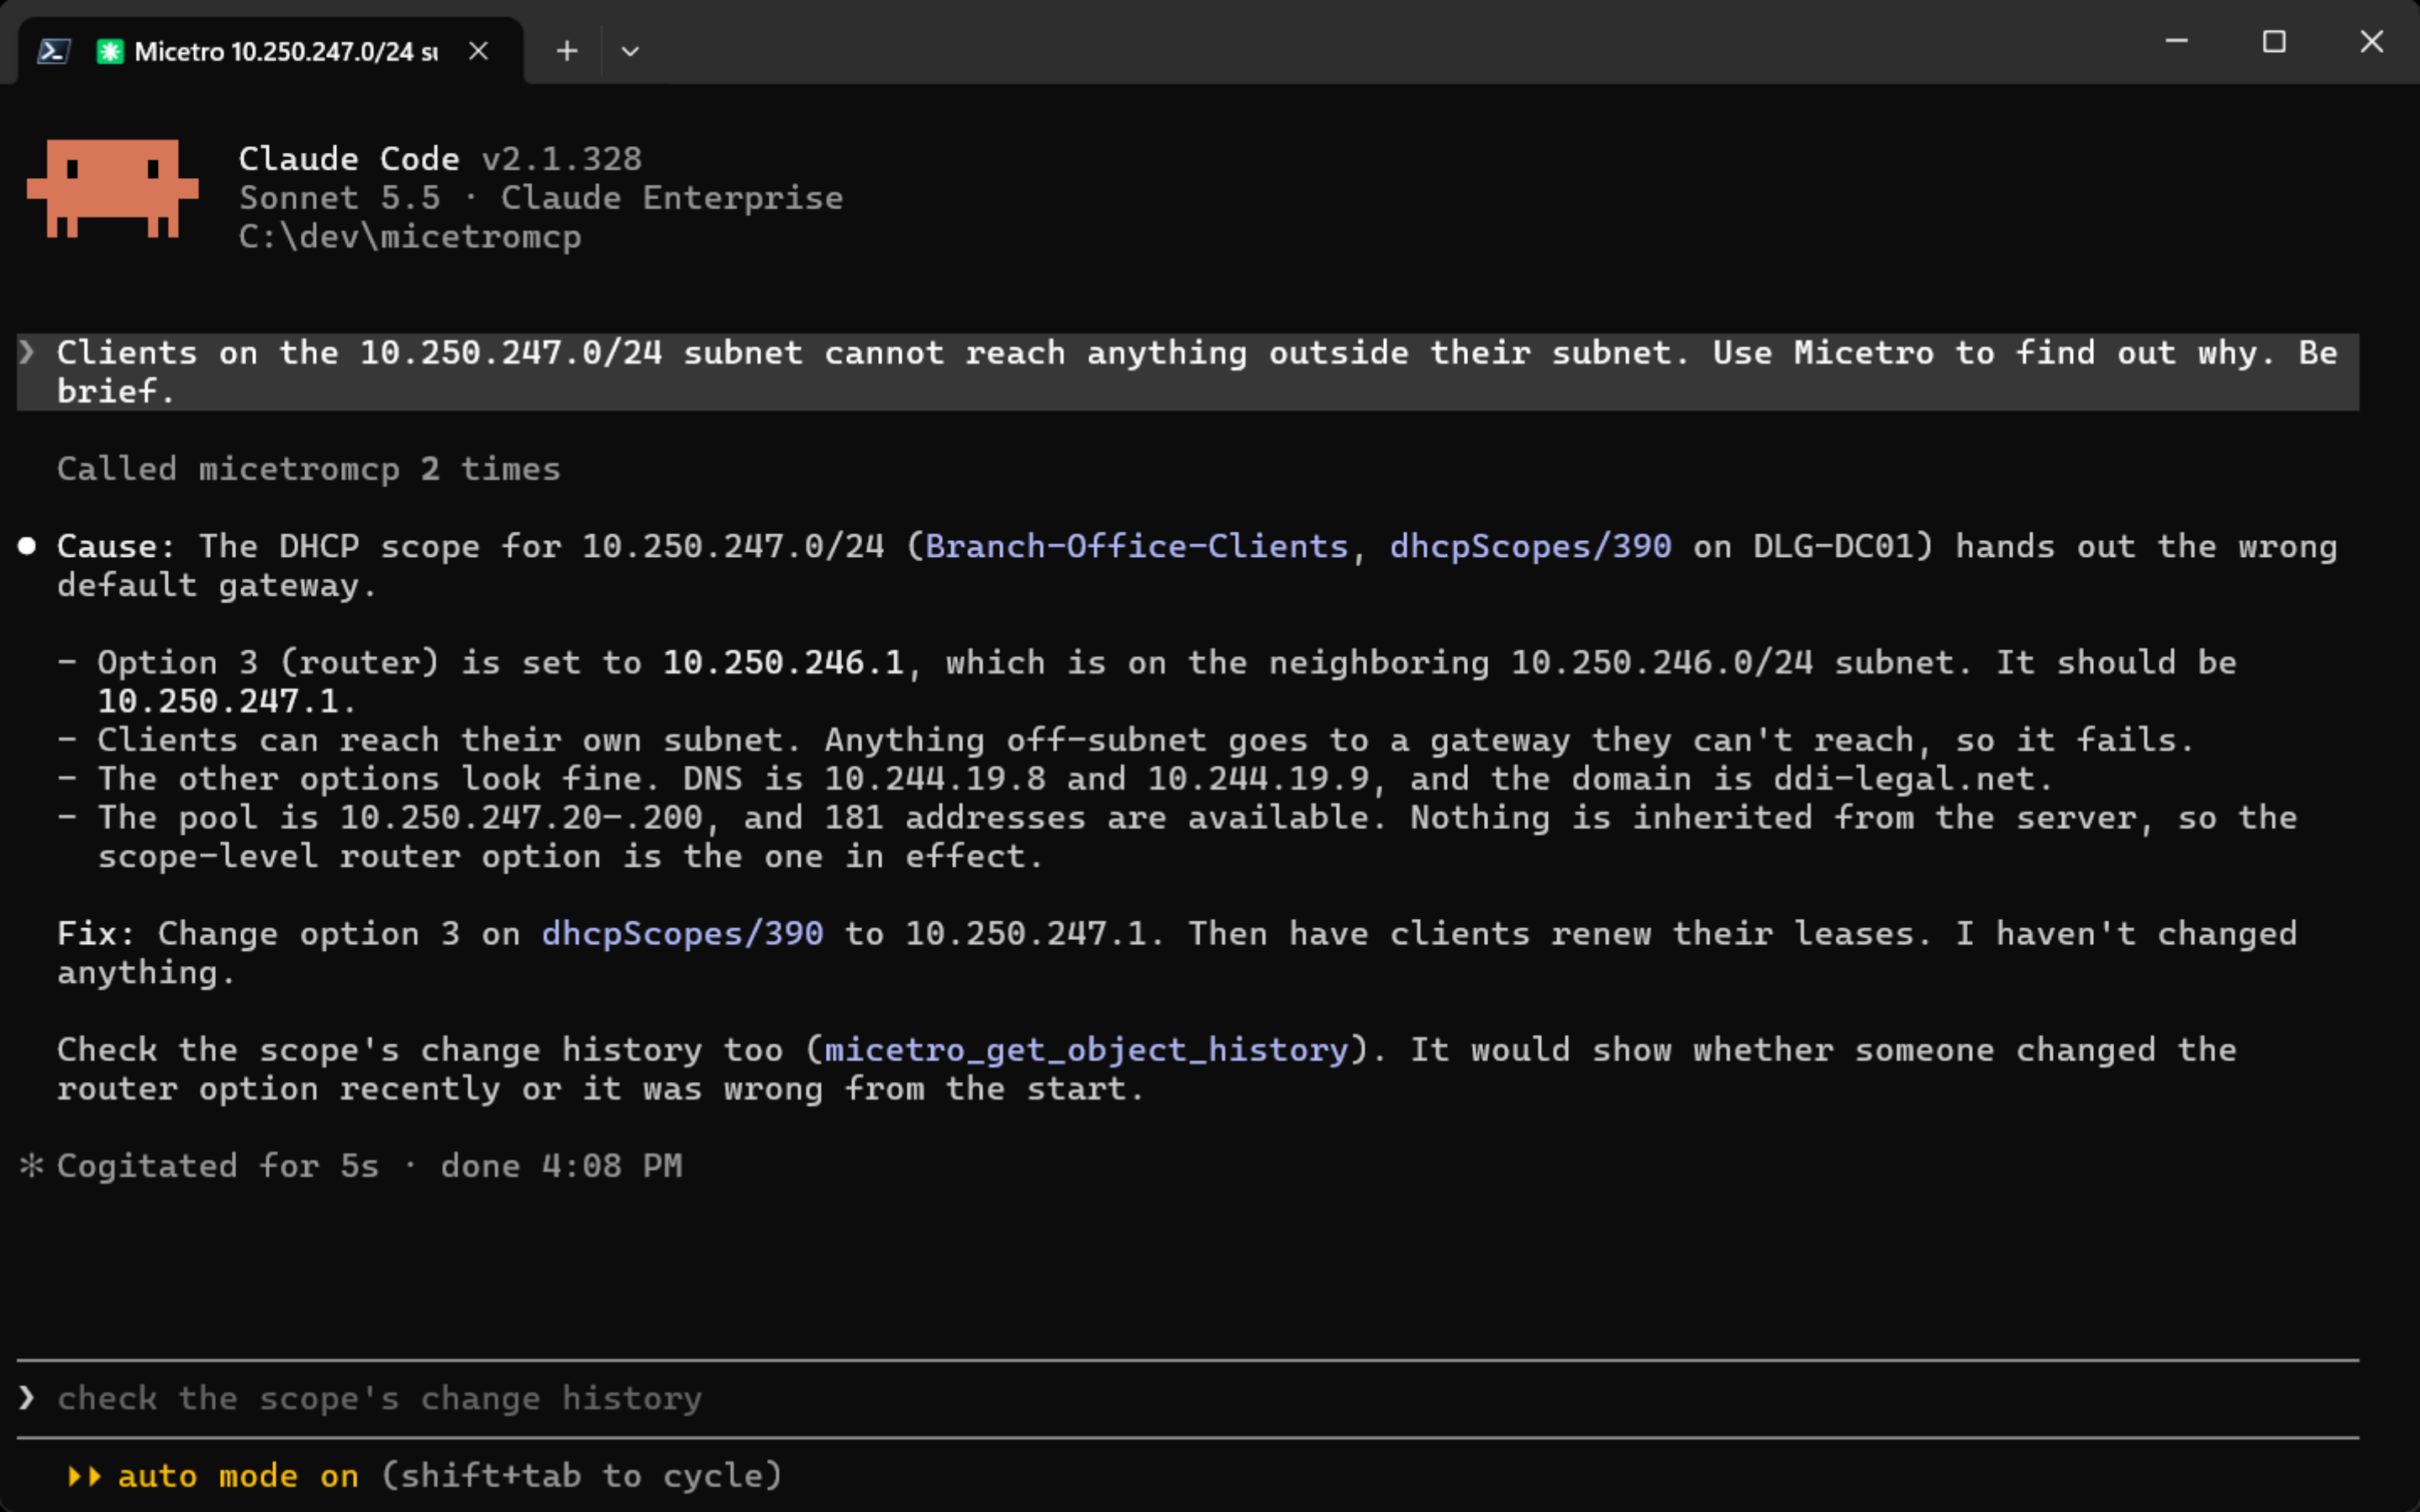 Micetro 10.250.247.0/24 su
Claude Code v2.1.328
Sonnet 5.5 · Claude Enterprise
C:\dev\micetromcp
❯ Clients on the 10.250.247.0/24 subnet cannot reach anything outside their subnet. Use Micetro to find out why. Be
brief.
Called micetromcp 2 times
● Cause: The DHCP scope for 10.250.247.0/24 (Branch-Office-Clients, dhcpScopes/390 on DLG-DC01) hands out the wrong
default gateway.
- Option 3 (router) is set to 10.250.246.1, which is on the neighboring 10.250.246.0/24 subnet. It should be
10.250.247.1.
- Clients can reach their own subnet. Anything off-subnet goes to a gateway they can't reach, so it fails.
- The other options look fine. DNS is 10.244.19.8 and 10.244.19.9, and the domain is ddi-legal.net.
- The pool is 10.250.247.20-.200, and 181 addresses are available. Nothing is inherited from the server, so the
scope-level router option is the one in effect.
Fix: Change option 3 on dhcpScopes/390 to 10.250.247.1. Then have clients renew their leases. I haven't changed
anything.
Check the scope's change history too (micetro_get_object_history). It would show whether someone changed the
router option recently or it was wrong from the start.
✻ Cogitated for 5s · done 4:08 PM
❯ check the scope's change history
⏵⏵ auto mode on (shift+tab to cycle)